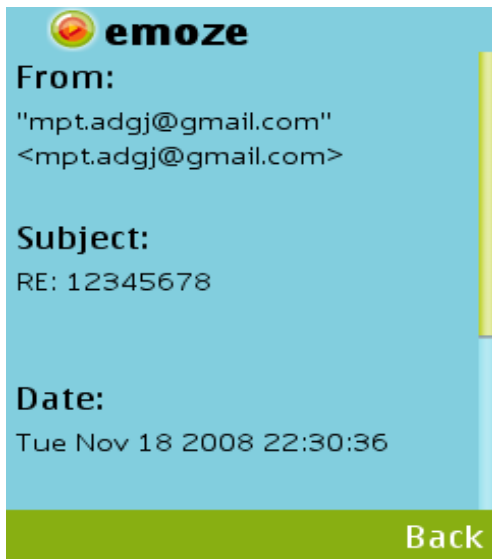 emoze
From:
"mpt.adgj@gmail.com"
<mpt.adgj@gmail.com>
Subject:
RE: 12345678
Date:
Tue Nov 18 2008 22:30:36
Back